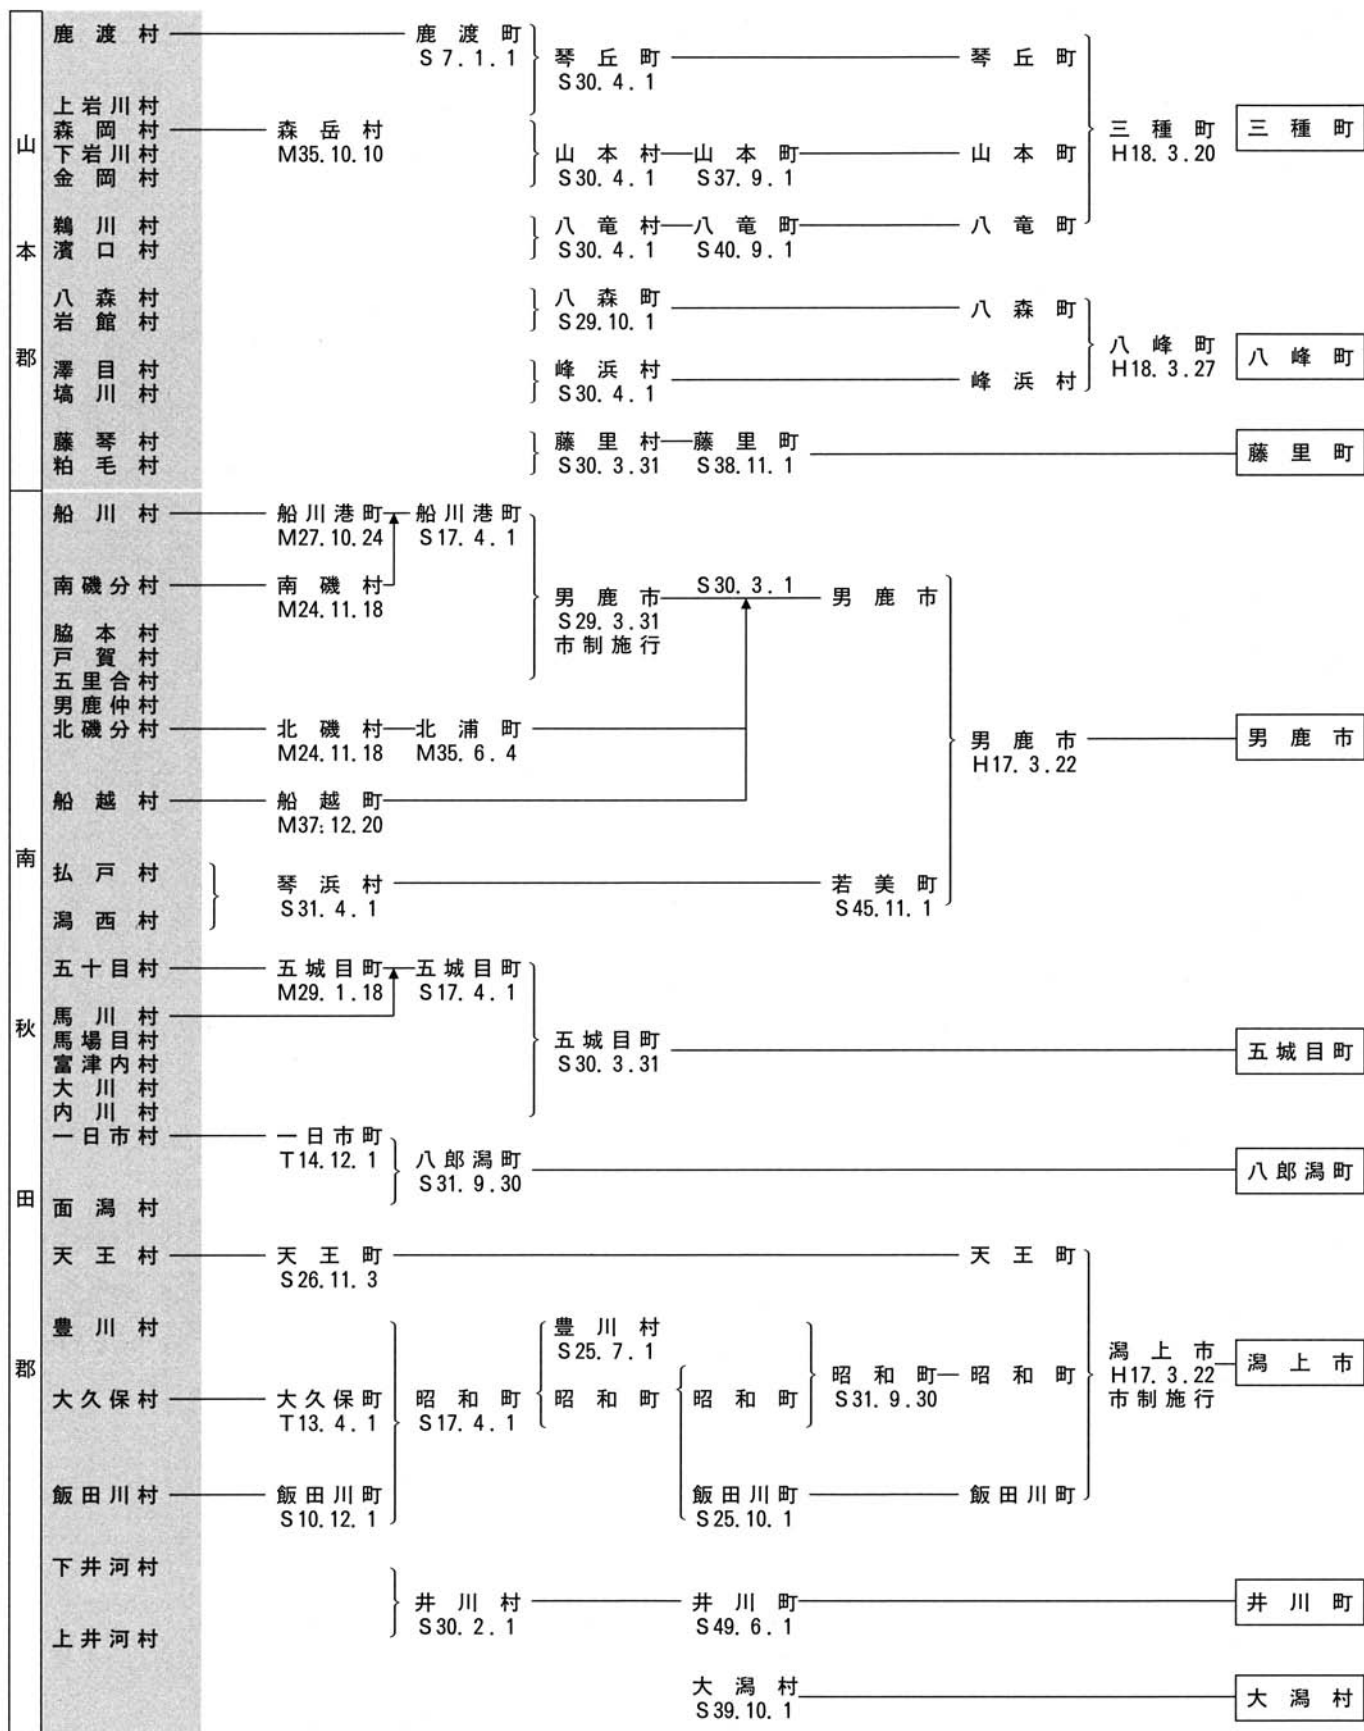 山本郡
鹿渡村 鹿渡町 琴丘町 琴丘町
S7.1.1 S30.4.1
上岩川村
森岡村 森岳村 三種町 三種町
下岩川村 M35.10.10 山本村 山本町 山本町 H18.3.20
金岡村 S30.4.1 S37.9.1
鵜川村 八竜村 八竜町 八竜町
濱口村 S30.4.1 S40.9.1
八森村 八森町 八森町
岩館村 S29.10.1
八峰町 八峰町
H18.3.27
澤目村 峰浜村 峰浜村
塙川村 S30.4.1
藤琴村 藤里村 藤里町 藤里町
粕毛村 S30.3.31 S38.11.1
南秋田郡
船川村 船川港町 船川港町
M27.10.24 S17.4.1
南磯分村 南磯村 男鹿市 S30.3.1 男鹿市
M24.11.18 S29.3.31
市制施行
脇本村
戸賀村
五里合村
男鹿仲村
北磯分村 北磯村 北浦町 男鹿市 男鹿市
M24.11.18 M35.6.4 H17.3.22
船越村 船越町
M37:12.20
払戸村
琴浜村 若美町
S31.4.1 S45.11.1
潟西村
五十目村 五城目町 五城目町
M29.1.18 S17.4.1
馬川村
馬場目村 五城目町 五城目町
富津内村 S30.3.31
大川村
内川村
一日市村 一日市町
T14.12.1 八郎潟町 八郎潟町
S31.9.30
面潟村
天王村 天王町 天王町
S26.11.3
豊川村 豊川村
S25.7.1
潟上市 潟上市
H17.3.22
市制施行
昭和町 昭和町
S31.9.30
大久保村 大久保町 昭和町 昭和町 昭和町
T13.4.1 S17.4.1
飯田川村 飯田川町 飯田川町 飯田川町
S10.12.1 S25.10.1
下井河村
井川村 井川町 井川町
S30.2.1 S49.6.1
上井河村
大潟村 大潟村
S39.10.1